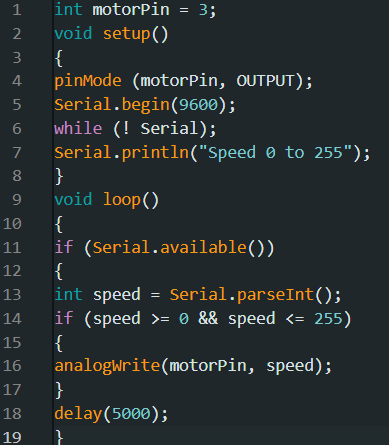 1 int motorPin = 3;
2 void setup()
3 {
4 pinMode (motorPin, OUTPUT);
5 Serial.begin(9600);
6 while (! Serial);
7 Serial.println("Speed 0 to 255");
8 }
9 void loop()
10 {
11 if (Serial.available())
12 {
13 int speed = Serial.parseInt();
14 if (speed >= 0 && speed <= 255)
15 {
16 analogWrite(motorPin, speed);
17 }
18 delay(5000);
19 }